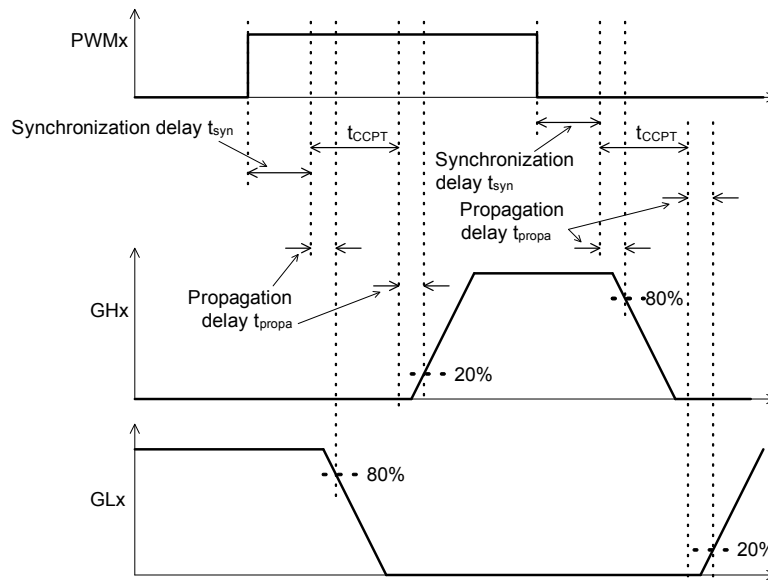 PWMx
Synchronization delay tsyn
tCCPT
Synchronization
delay tsyn
tCCPT
Propagation
delay tpropa
Propagation
delay tpropa
GHx
80%
20%
GLx
80%
20%